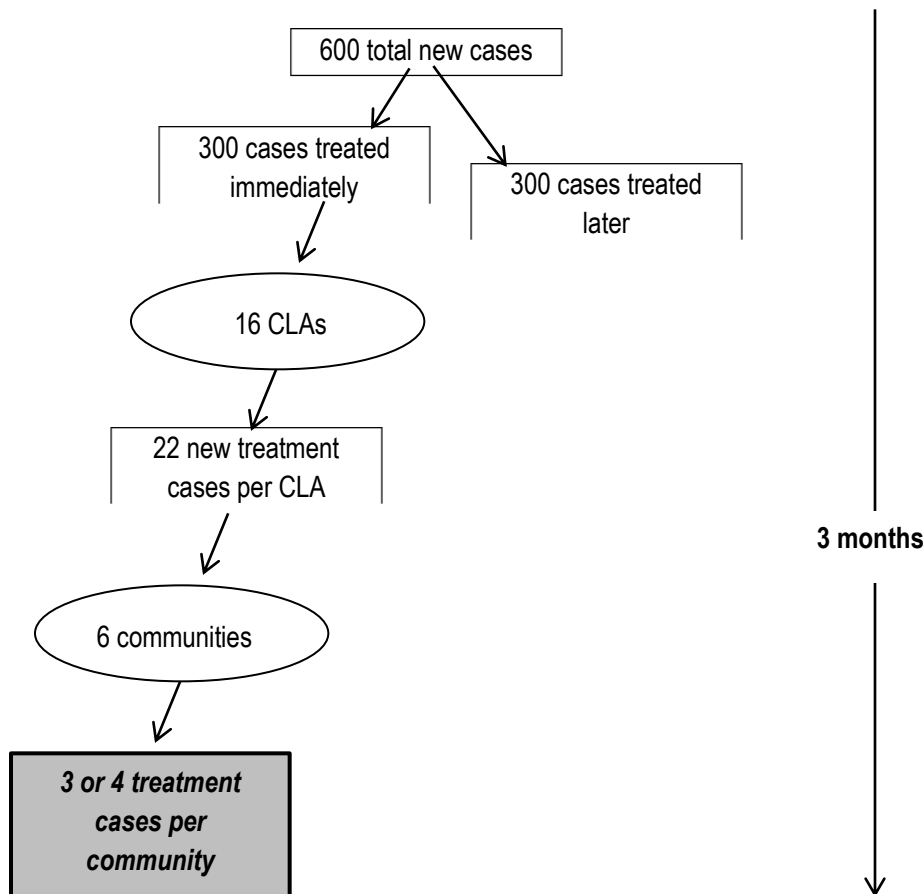 600 total new cases
300 cases treated
immediately
300 cases treated
later
16 CLAs
22 new treatment
cases per CLA
3 months
6 communities
3 or 4 treatment
cases per
community